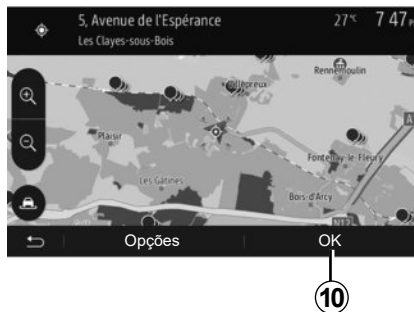 5, Avenue de l'Espérance
Les Clayes-sous-Bois
27°C 7 47
Rennemoulin
Plaisir
Fontenay-le-Fleury
Les Gâtines
Bois-d'Arcy
N12
Opções
OK
10